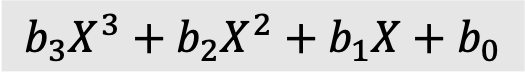 b₃X³ + b₂X² + b₁X + b₀